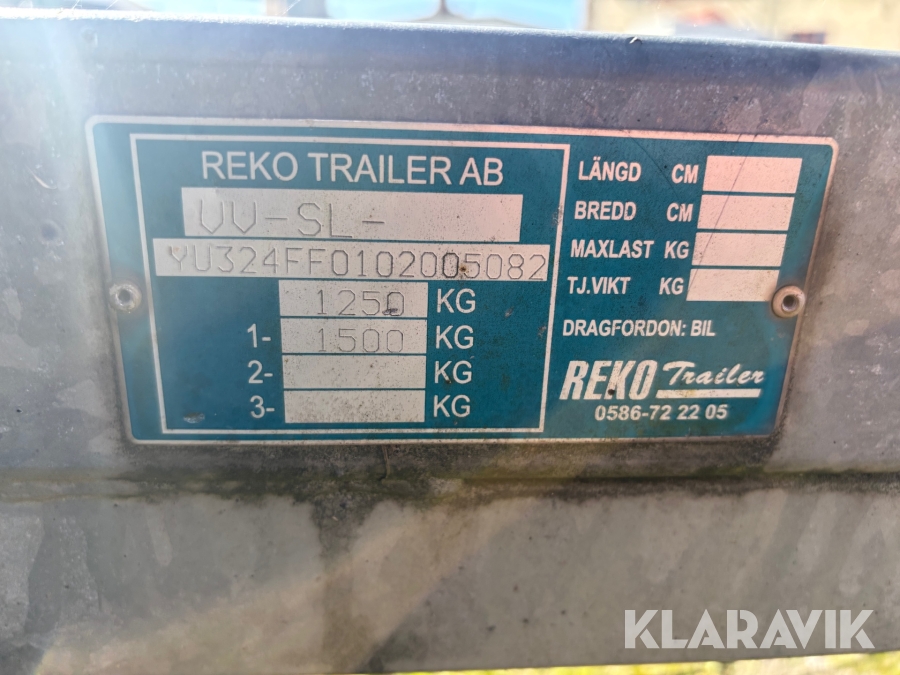 REKO TRAILER AB
VV-SL-
YU324FF0102005082
1250 KG
1- 1500 KG
2- KG
3- KG
LÄNGD CM
BREDD CM
MAXLAST KG
TJ.VIKT KG
DRAGFORDON: BIL
REKO Trailer
0586-72 22 05
KLARAVIK